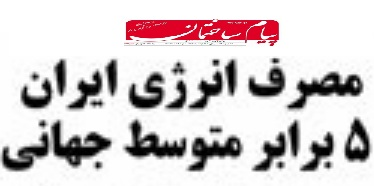 پیام ساختمان
مصرف انرژی ایران
۵ برابر متوسط جهانی